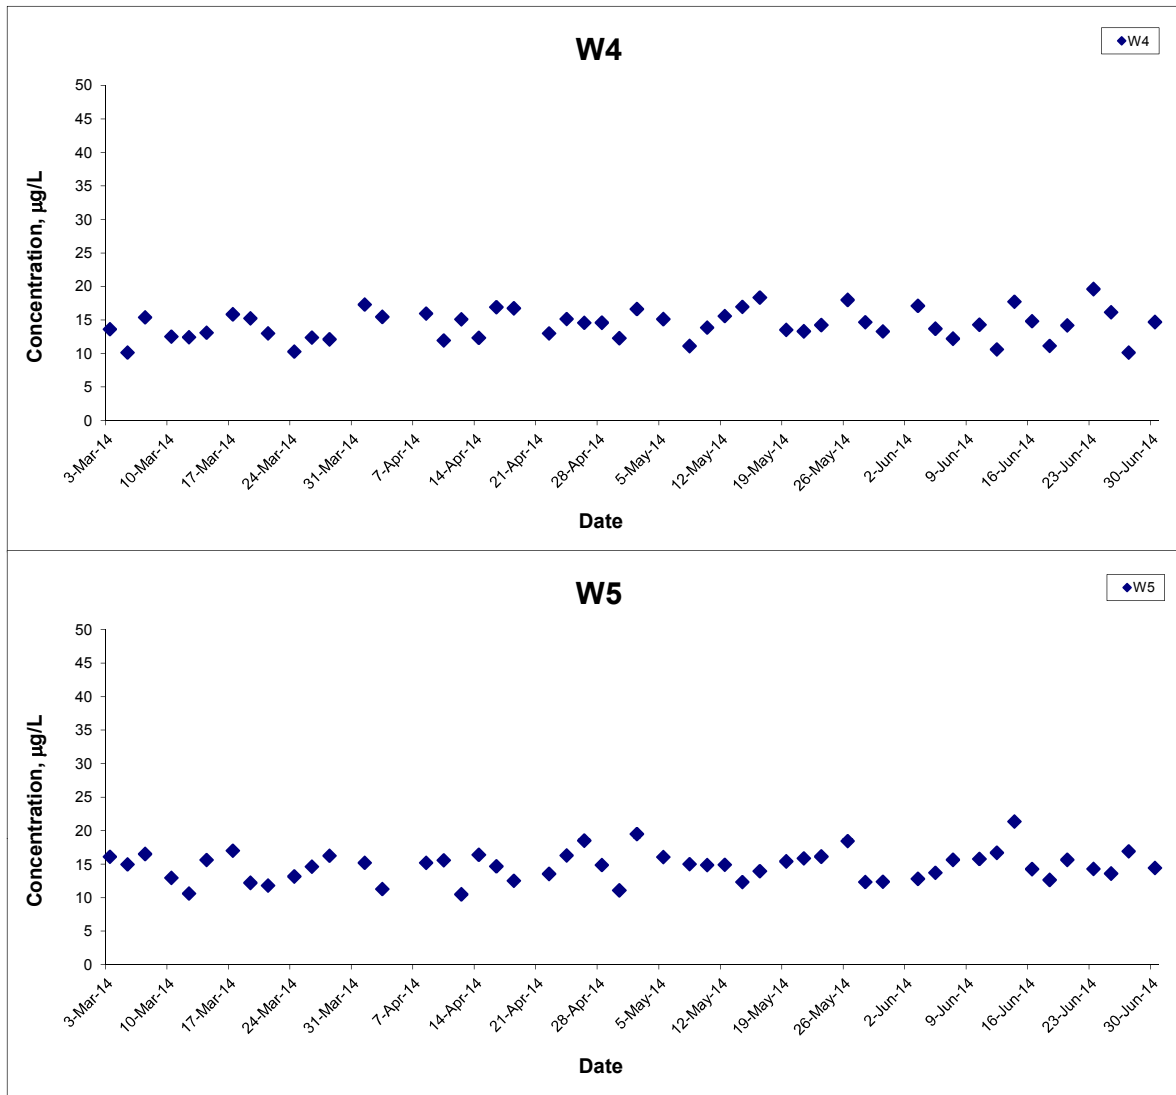 W4
W4
50
45
40
35
30
25
20
15
10
5
0
Concentration, µg/L
3-Mar-14
10-Mar-14
17-Mar-14
24-Mar-14
31-Mar-14
7-Apr-14
14-Apr-14
21-Apr-14
28-Apr-14
5-May-14
12-May-14
19-May-14
26-May-14
2-Jun-14
9-Jun-14
16-Jun-14
23-Jun-14
30-Jun-14
Date
W5
W5
50
45
40
35
30
25
20
15
10
5
0
Concentration, µg/L
3-Mar-14
10-Mar-14
17-Mar-14
24-Mar-14
31-Mar-14
7-Apr-14
14-Apr-14
21-Apr-14
28-Apr-14
5-May-14
12-May-14
19-May-14
26-May-14
2-Jun-14
9-Jun-14
16-Jun-14
23-Jun-14
30-Jun-14
Date